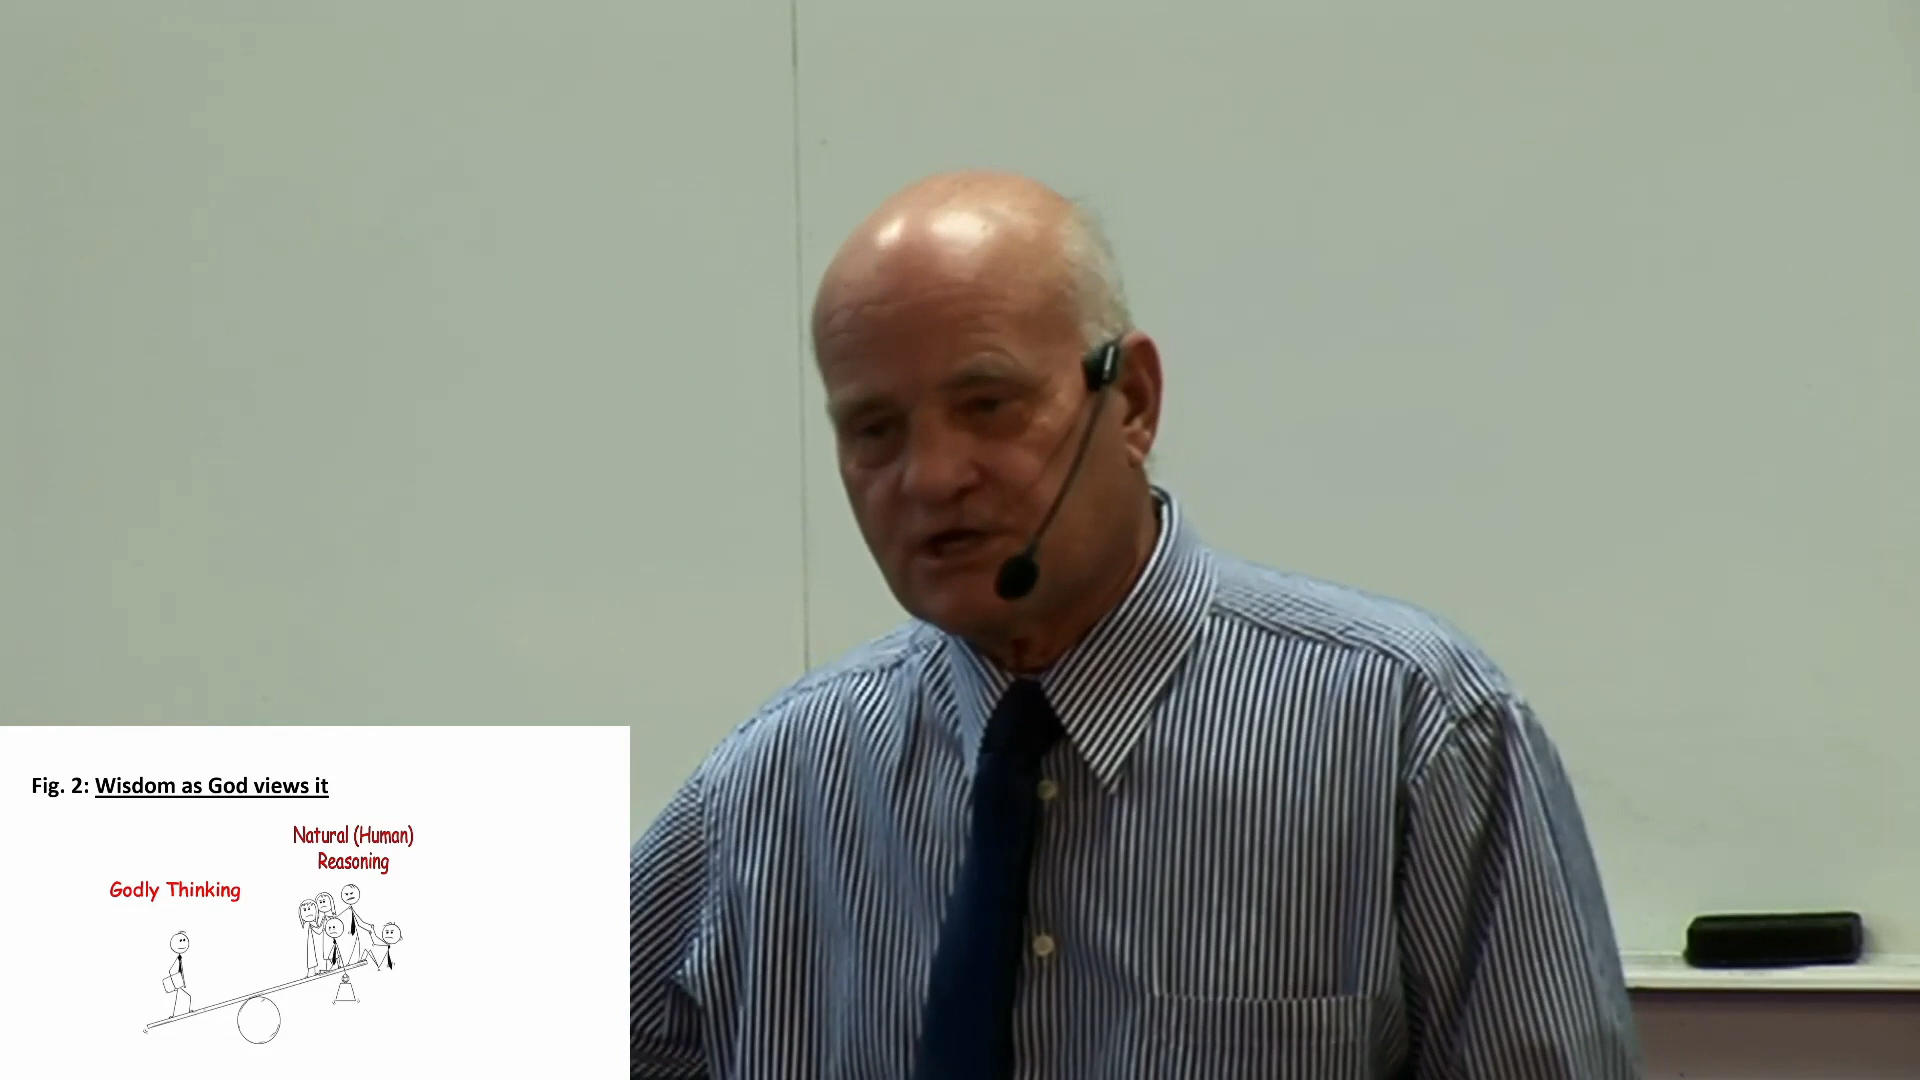 Fig. 2: Wisdom as God views it
Natural (Human)
Reasoning
Godly Thinking